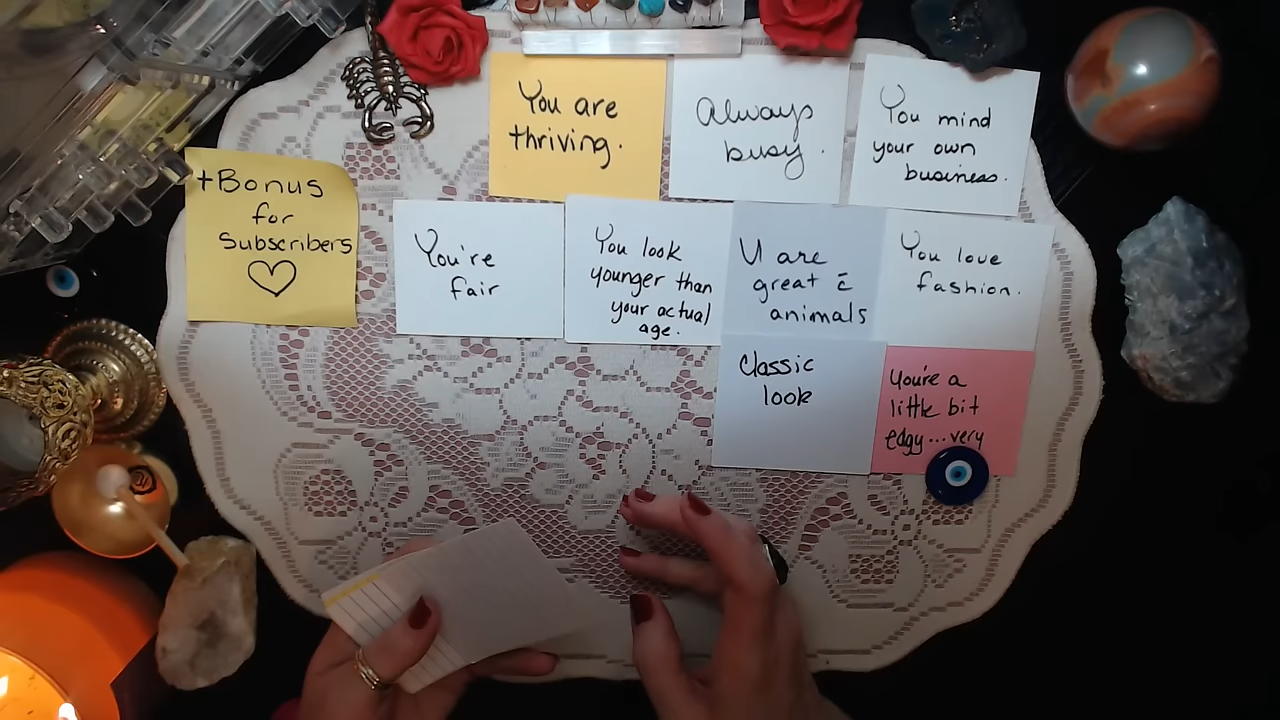 You are
thriving.
Always
busy.
You mind
your own
business.
+Bonus
for
Subscribers
You're
fair
You look
younger than
your actual
age.
U are
great c̄
animals
You love
fashion.
Classic
look
You're a
little bit
edgy...very